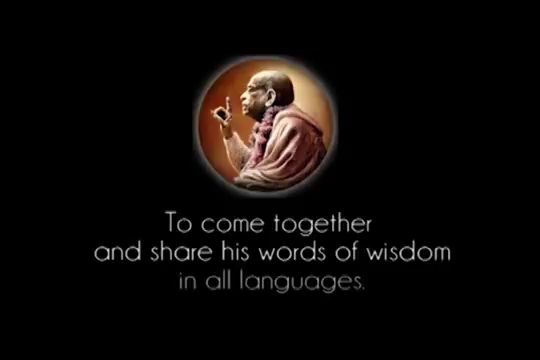 To come together
and share his words of wisdom
in all languages.